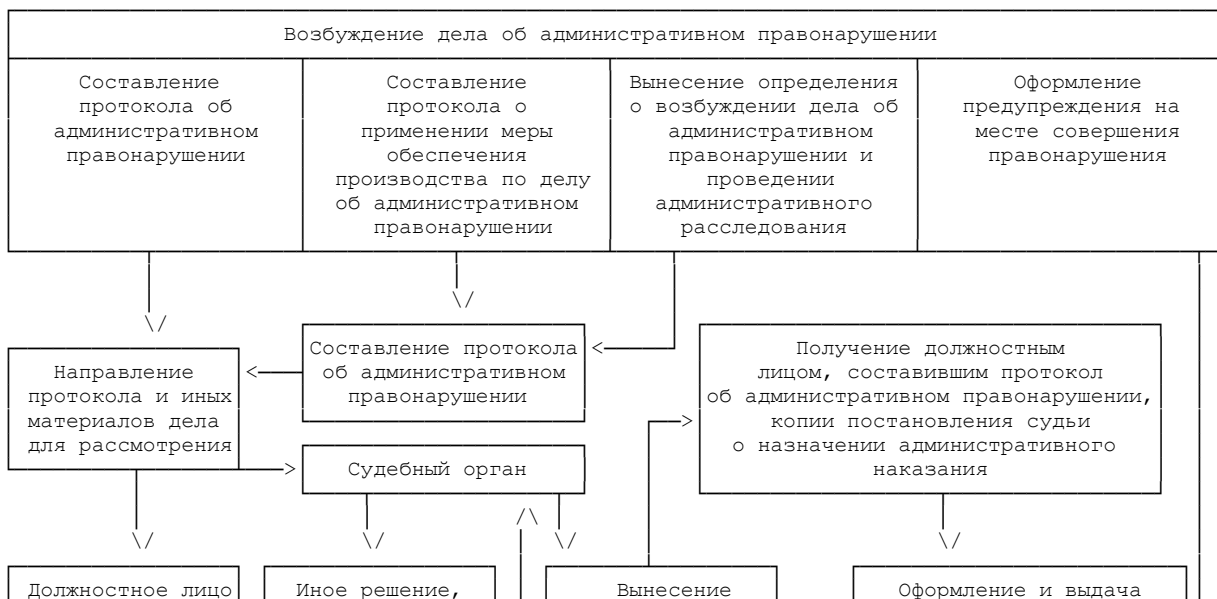 Возбуждение дела об административном правонарушении
Составление
протокола об
административном
правонарушении
Составление
протокола о
применении меры
обеспечения
производства по делу
об административном
правонарушении
Вынесение определения
о возбуждении дела об
административном
правонарушении и
проведении
административного
расследования
Оформление
предупреждения на
месте совершения
правонарушения
Направление
протокола и иных
материалов дела
для рассмотрения
Составление протокола
об административном
правонарушении
Получение должностным
лицом, составившим протокол
об административном правонарушении,
копии постановления судьи
о назначении административного
наказания
Судебный орган
Должностное лицо
Иное решение,
Вынесение
Оформление и выдача